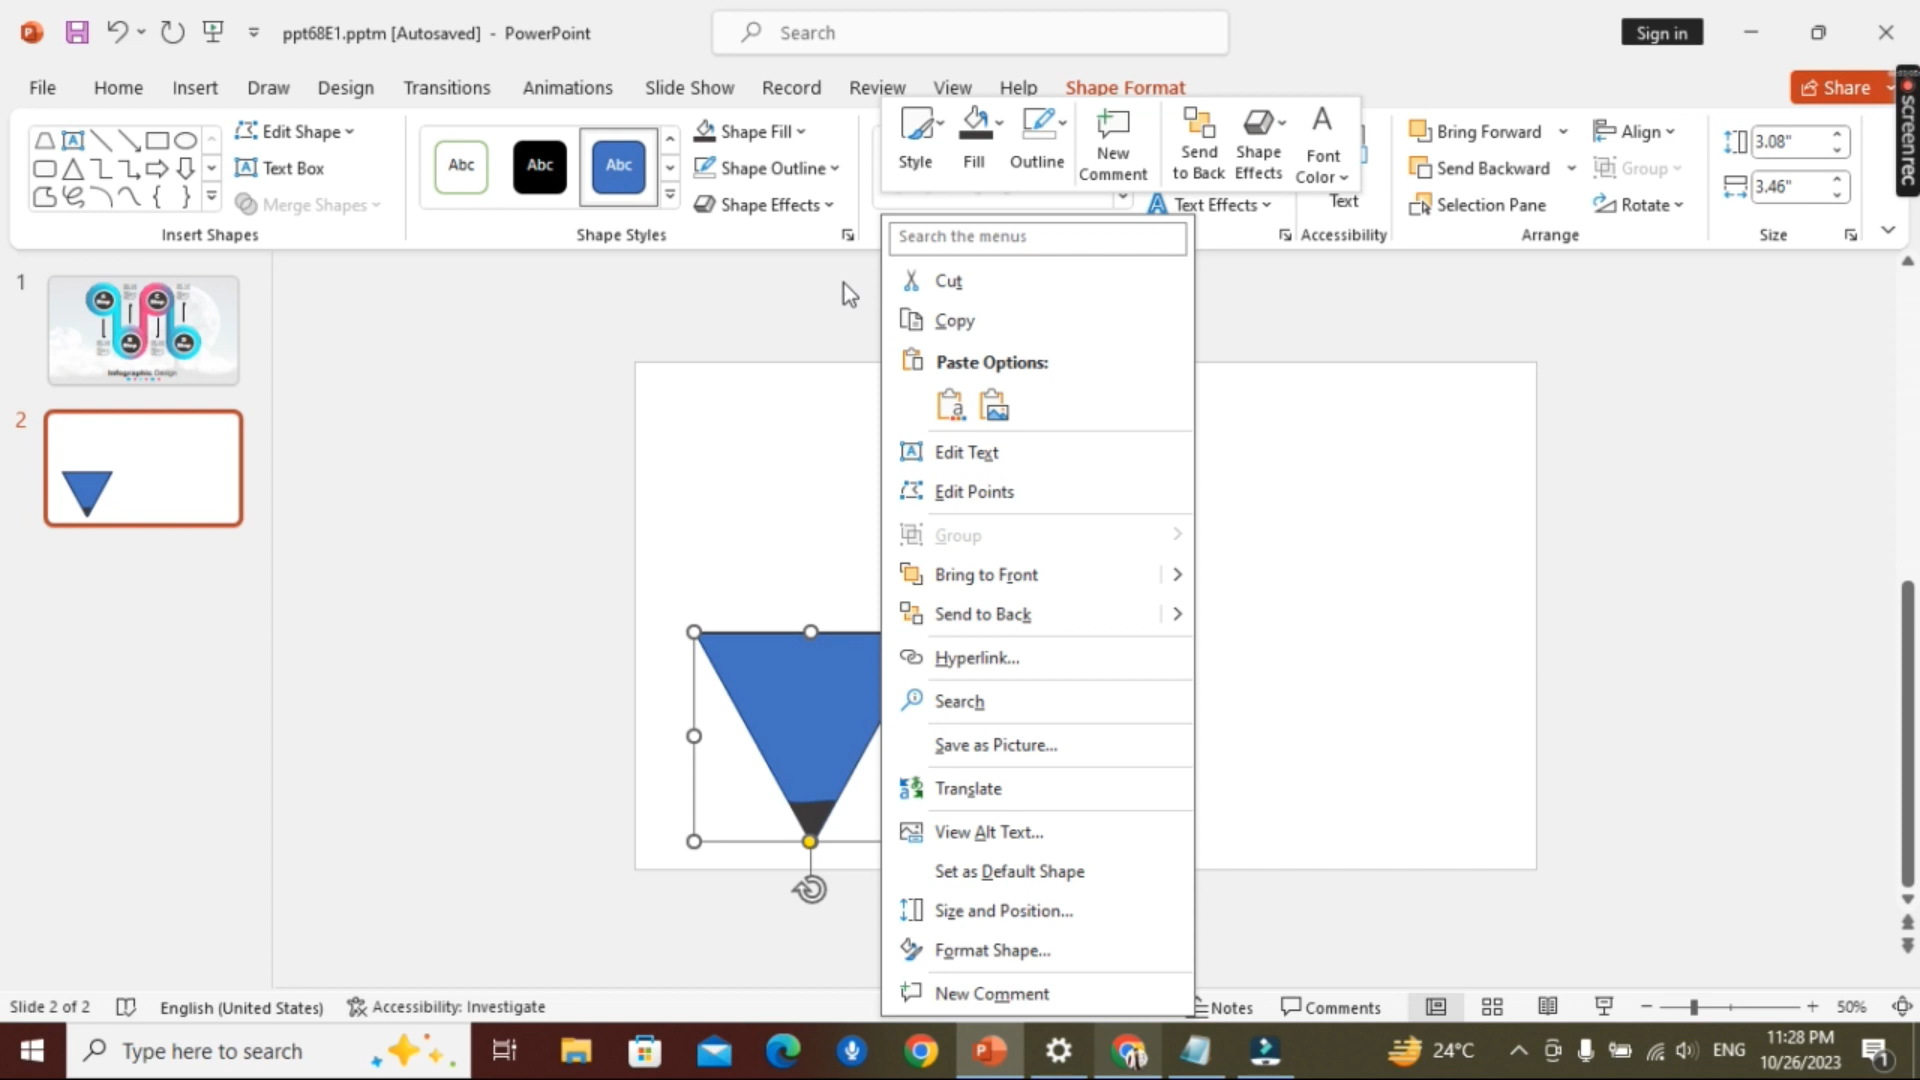 ppt68E1.pptm [Autosaved] - PowerPoint
Search
Sign in
File Home Insert Draw Design Transitions Animations Slide Show Record Review View Help Shape Format
Share
screenrec
Edit Shape
Text Box
Merge Shapes
Insert Shapes
Abc Abc Abc
Shape Fill
Shape Outline
Shape Effects
Shape Styles
Style Fill Outline
New Comment
Send to Back
Shape Effects
Font Color
Text Effects
Text
Accessibility
Bring Forward
Send Backward
Selection Pane
Align
Group
Rotate
Arrange
3.08"
3.46"
Size
1
Infographic Design
2
Search the menus
Cut
Copy
Paste Options:
Edit Text
Edit Points
Group
Bring to Front
Send to Back
Hyperlink...
Search
Save as Picture...
Translate
View Alt Text...
Set as Default Shape
Size and Position...
Format Shape...
New Comment
Slide 2 of 2 English (United States) Accessibility: Investigate Notes Comments 50%
Type here to search
24°C
ENG
11:28 PM
10/26/2023
1